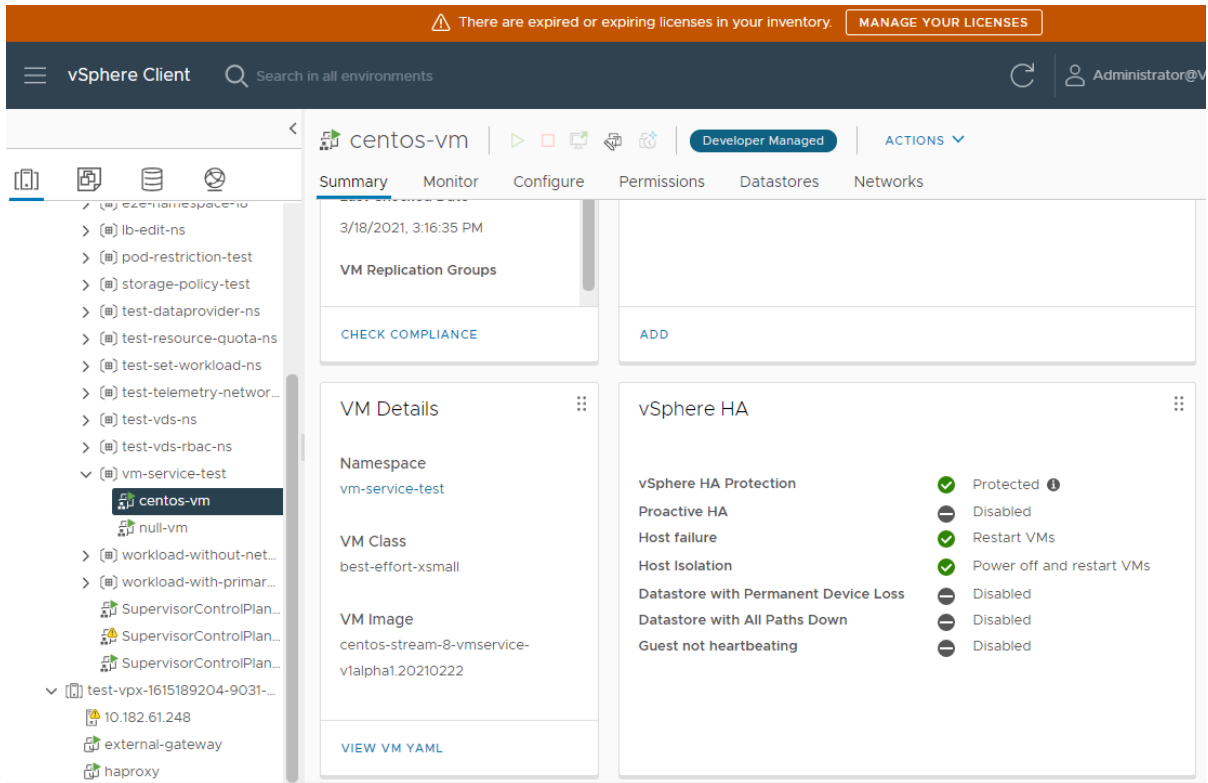 There are expired or expiring licenses in your inventory. MANAGE YOUR LICENSES
vSphere Client
Search in all environments
Administrator@V
centos-vm
Developer Managed
ACTIONS
Summary Monitor Configure Permissions Datastores Networks
lb-edit-ns
pod-restriction-test
storage-policy-test
test-dataprovider-ns
test-resource-quota-ns
test-set-workload-ns
test-telemetry-networ...
test-vds-ns
test-vds-rbac-ns
vm-service-test
centos-vm
null-vm
workload-without-net...
workload-with-primar...
SupervisorControlPlan...
SupervisorControlPlan...
SupervisorControlPlan...
test-vpx-1615189204-9031-...
10.182.61.248
external-gateway
haproxy
Last Checked Date
3/18/2021, 3:16:35 PM
VM Replication Groups
CHECK COMPLIANCE
ADD
VM Details
Namespace
vm-service-test
VM Class
best-effort-xsmall
VM Image
centos-stream-8-vmservice-
v1alpha1.20210222
VIEW VM YAML
vSphere HA
vSphere HA Protection Protected
Proactive HA Disabled
Host failure Restart VMs
Host Isolation Power off and restart VMs
Datastore with Permanent Device Loss Disabled
Datastore with All Paths Down Disabled
Guest not heartbeating Disabled